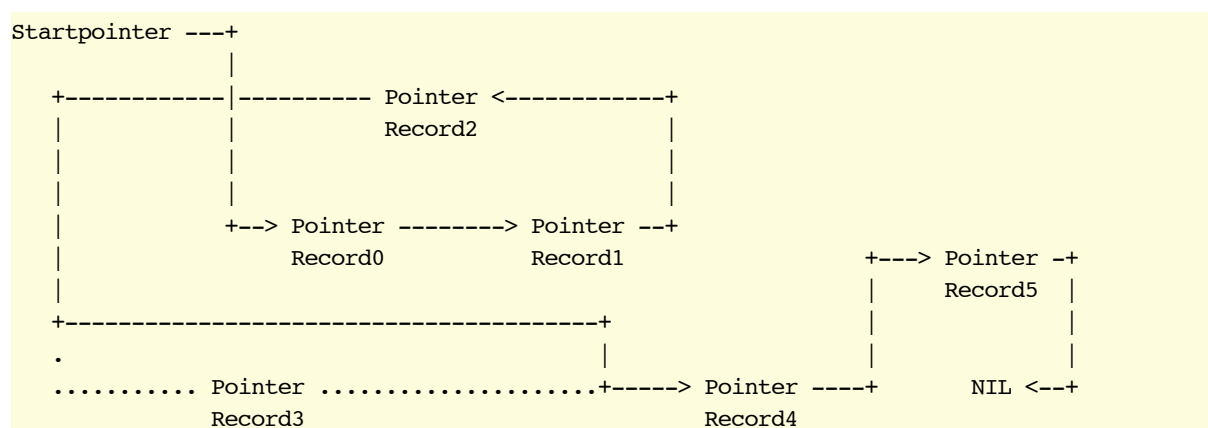 Startpointer ---+
|
+------------|---------- Pointer <------------+
| | Record2 |
| | |
| | |
| +--> Pointer --------> Pointer --+
| Record0 Record1 +---> Pointer -+
| | Record5 |
+----------------------------------------+ | |
. | | |
........... Pointer .....................+-----> Pointer ----+ NIL <--+
Record3 Record4